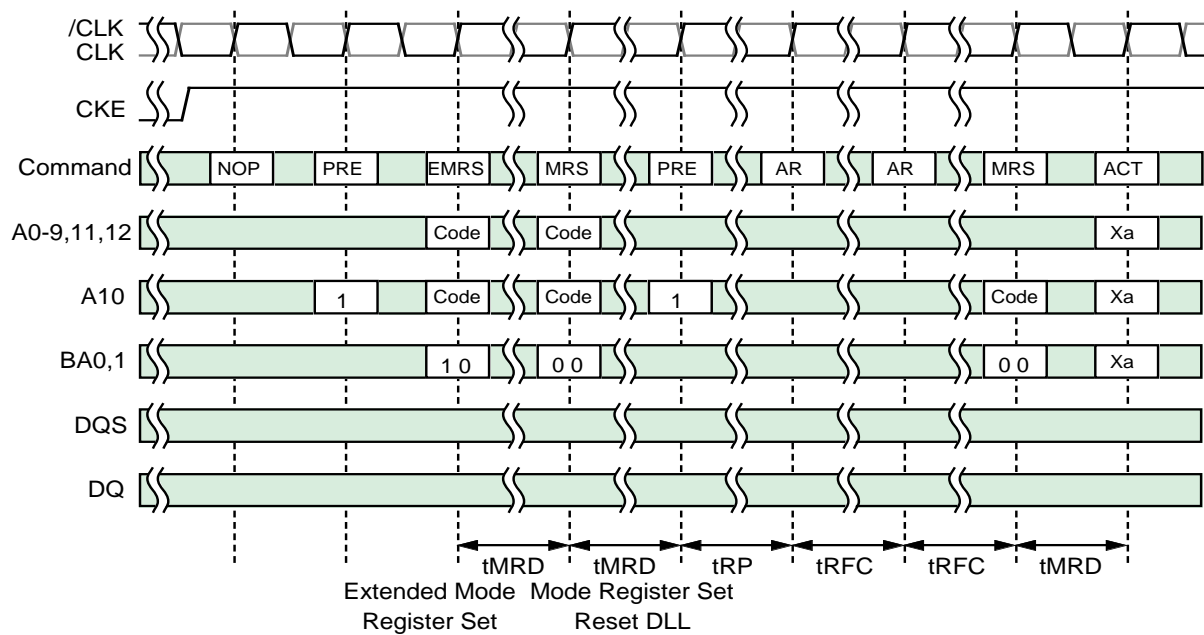 /CLK
CLK
CKE
Command NOP PRE EMRS MRS PRE AR AR MRS ACT
A0-9,11,12 Code Code Xa
A10 1 Code Code 1 Code Xa
BA0,1 1 0 0 0 0 0 Xa
DQS
DQ
tMRD tMRD tRP tRFC tRFC tMRD
Extended Mode Mode Register Set
Register Set Reset DLL